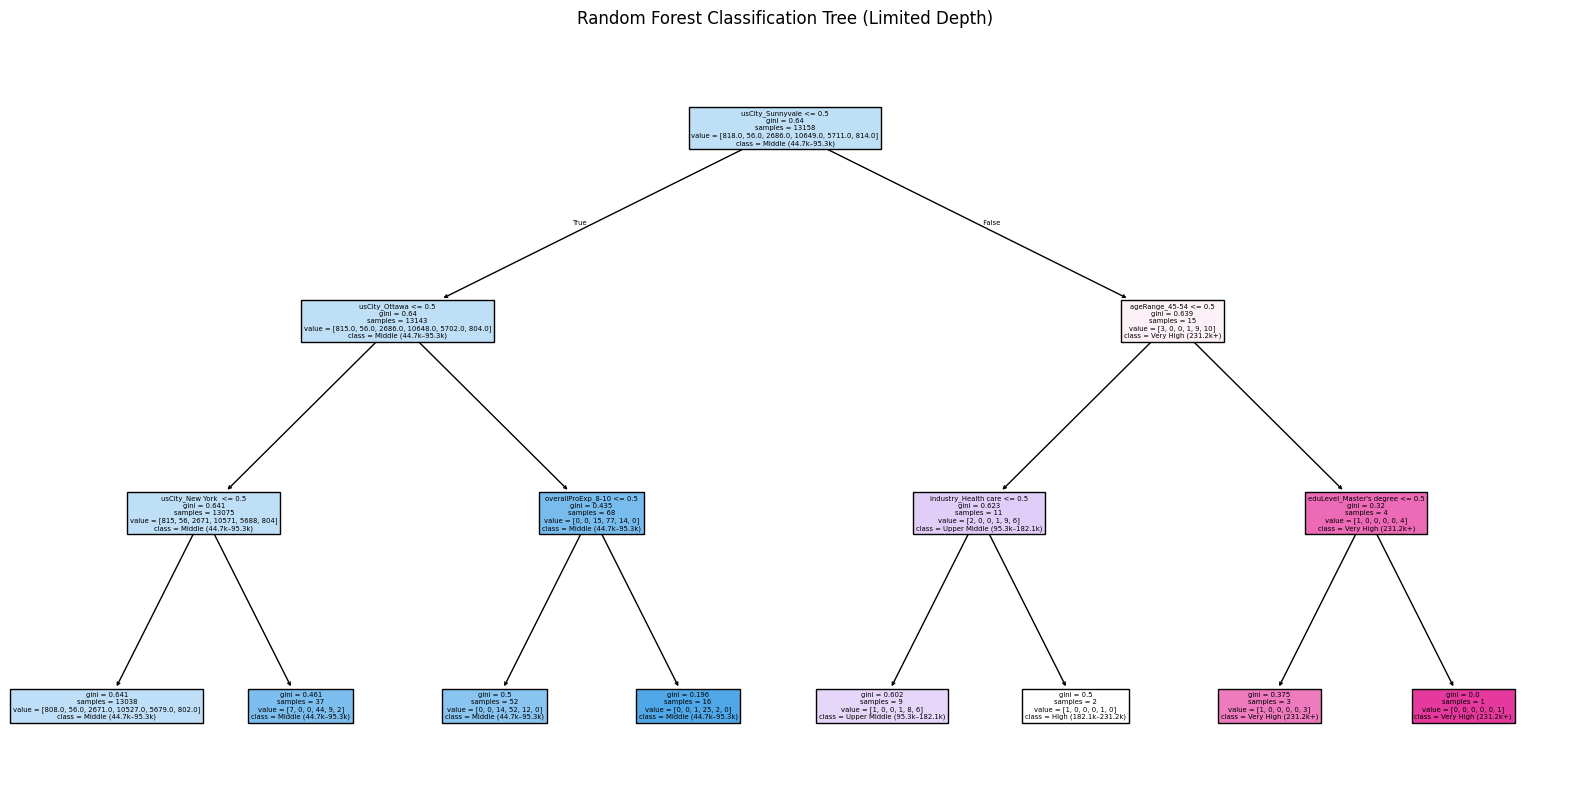 Random Forest Classification Tree (Limited Depth)
usCity_Sunnyvale <= 0.5
gini = 0.64
samples = 13158
value = [818.0, 56.0, 2686.0, 10649.0, 5711.0, 814.0]
class = Middle (44.7k–95.3k)
True
False
usCity_Ottawa <= 0.5
gini = 0.64
samples = 13143
value = [815.0, 56.0, 2686.0, 10648.0, 5702.0, 804.0]
class = Middle (44.7k–95.3k)
ageRange_45-54 <= 0.5
gini = 0.639
samples = 15
value = [3, 0, 0, 1, 9, 10]
class = Very High (231.2k+)
usCity_New York  <= 0.5
gini = 0.641
samples = 13075
value = [815, 56, 2671, 10571, 5688, 804]
class = Middle (44.7k–95.3k)
overallProExp_8-10 <= 0.5
gini = 0.435
samples = 68
value = [0, 0, 15, 77, 14, 0]
class = Middle (44.7k–95.3k)
industry_Health care <= 0.5
gini = 0.623
samples = 11
value = [2, 0, 0, 1, 9, 6]
class = Upper Middle (95.3k–182.1k)
eduLevel_Master's degree <= 0.5
gini = 0.32
samples = 4
value = [1, 0, 0, 0, 0, 4]
class = Very High (231.2k+)
gini = 0.641
samples = 13038
value = [808.0, 56.0, 2671.0, 10527.0, 5679.0, 802.0]
class = Middle (44.7k–95.3k)
gini = 0.461
samples = 37
value = [7, 0, 0, 44, 9, 2]
class = Middle (44.7k–95.3k)
gini = 0.5
samples = 52
value = [0, 0, 14, 52, 12, 0]
class = Middle (44.7k–95.3k)
gini = 0.196
samples = 16
value = [0, 0, 1, 25, 2, 0]
class = Middle (44.7k–95.3k)
gini = 0.602
samples = 9
value = [1, 0, 0, 1, 8, 6]
class = Upper Middle (95.3k–182.1k)
gini = 0.5
samples = 2
value = [1, 0, 0, 0, 1, 0]
class = High (182.1k–231.2k)
gini = 0.375
samples = 3
value = [1, 0, 0, 0, 0, 3]
class = Very High (231.2k+)
gini = 0.0
samples = 1
value = [0, 0, 0, 0, 0, 1]
class = Very High (231.2k+)